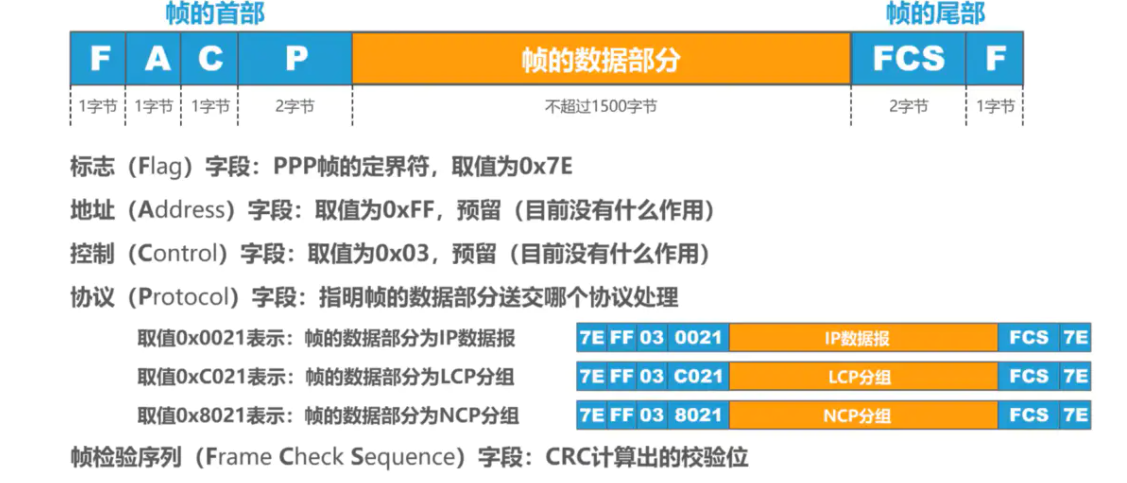 帧的首部 帧的尾部
F A C P 帧的数据部分 FCS F
1字节 1字节 1字节 2字节 不超过1500字节 2字节 1字节
标志（Flag）字段：PPP帧的定界符，取值为0x7E
地址（Address）字段：取值为0xFF，预留（目前没有什么作用）
控制（Control）字段：取值为0x03，预留（目前没有什么作用）
协议（Protocol）字段：指明帧的数据部分送交哪个协议处理
取值0x0021表示：帧的数据部分为IP数据报 7E FF 03 0021 IP数据报 FCS 7E
取值0xC021表示：帧的数据部分为LCP分组 7E FF 03 C021 LCP分组 FCS 7E
取值0x8021表示：帧的数据部分为NCP分组 7E FF 03 8021 NCP分组 FCS 7E
帧检验序列（Frame Check Sequence）字段：CRC计算出的校验位